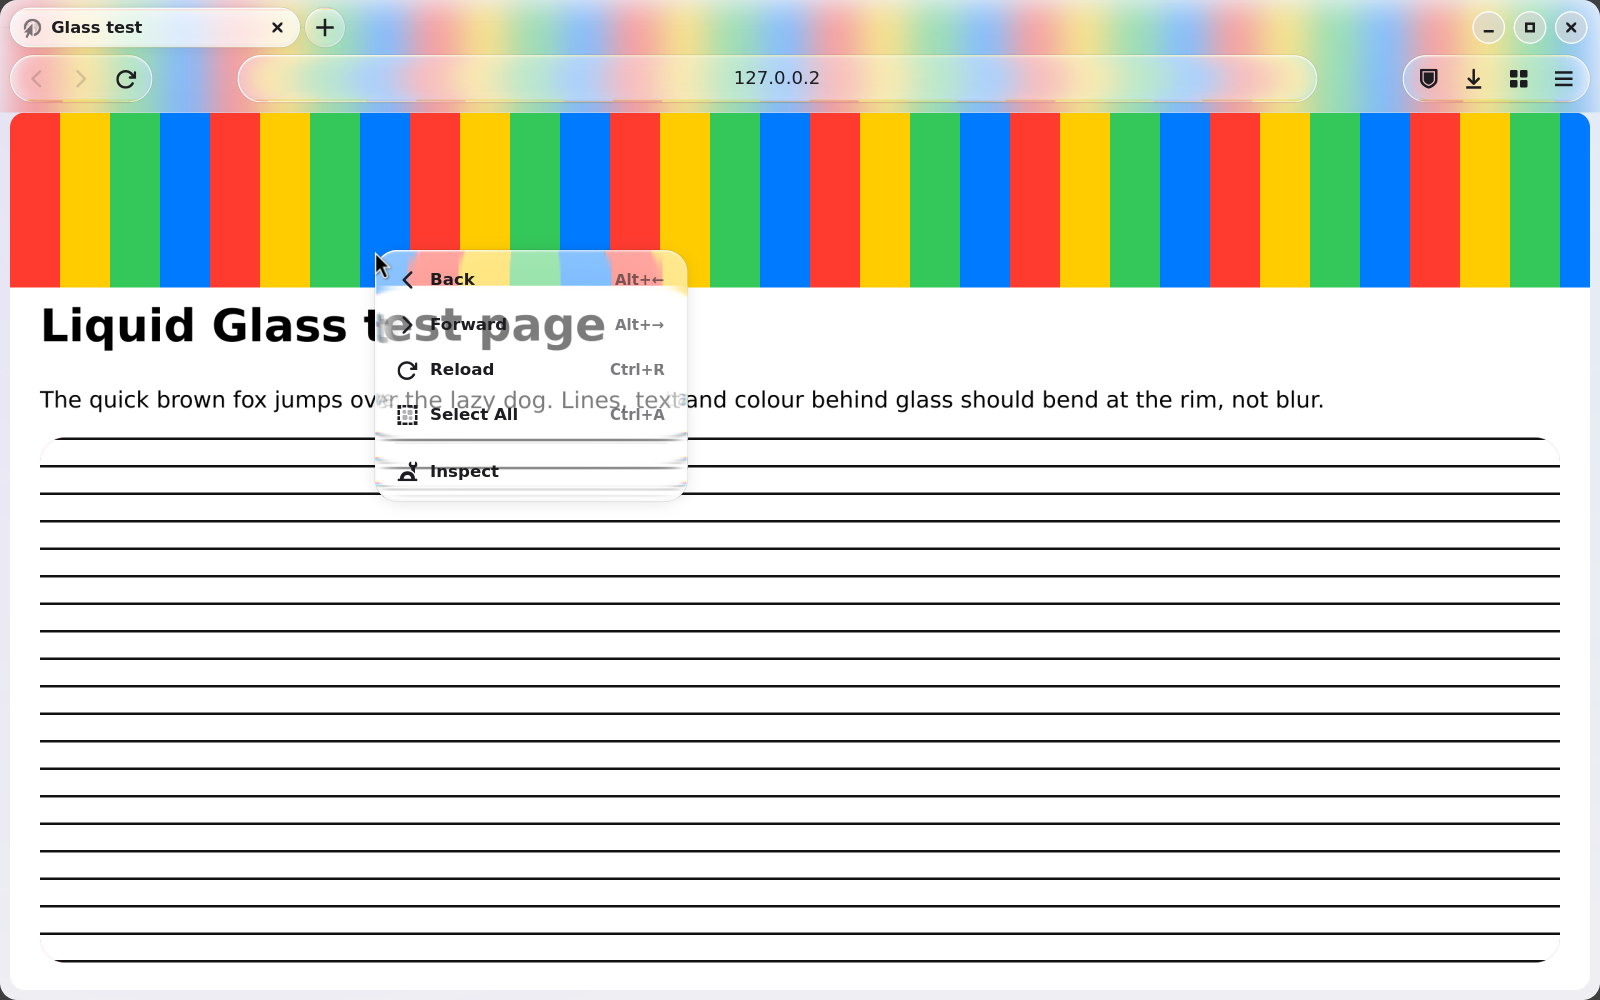 Glass test
127.0.0.2
Back Alt+←
Liquid Glass test page
Forward Alt+→
Reload Ctrl+R
The quick brown fox jumps over the lazy dog. Lines, text and colour behind glass should bend at the rim, not blur.
Select All Ctrl+A
Inspect